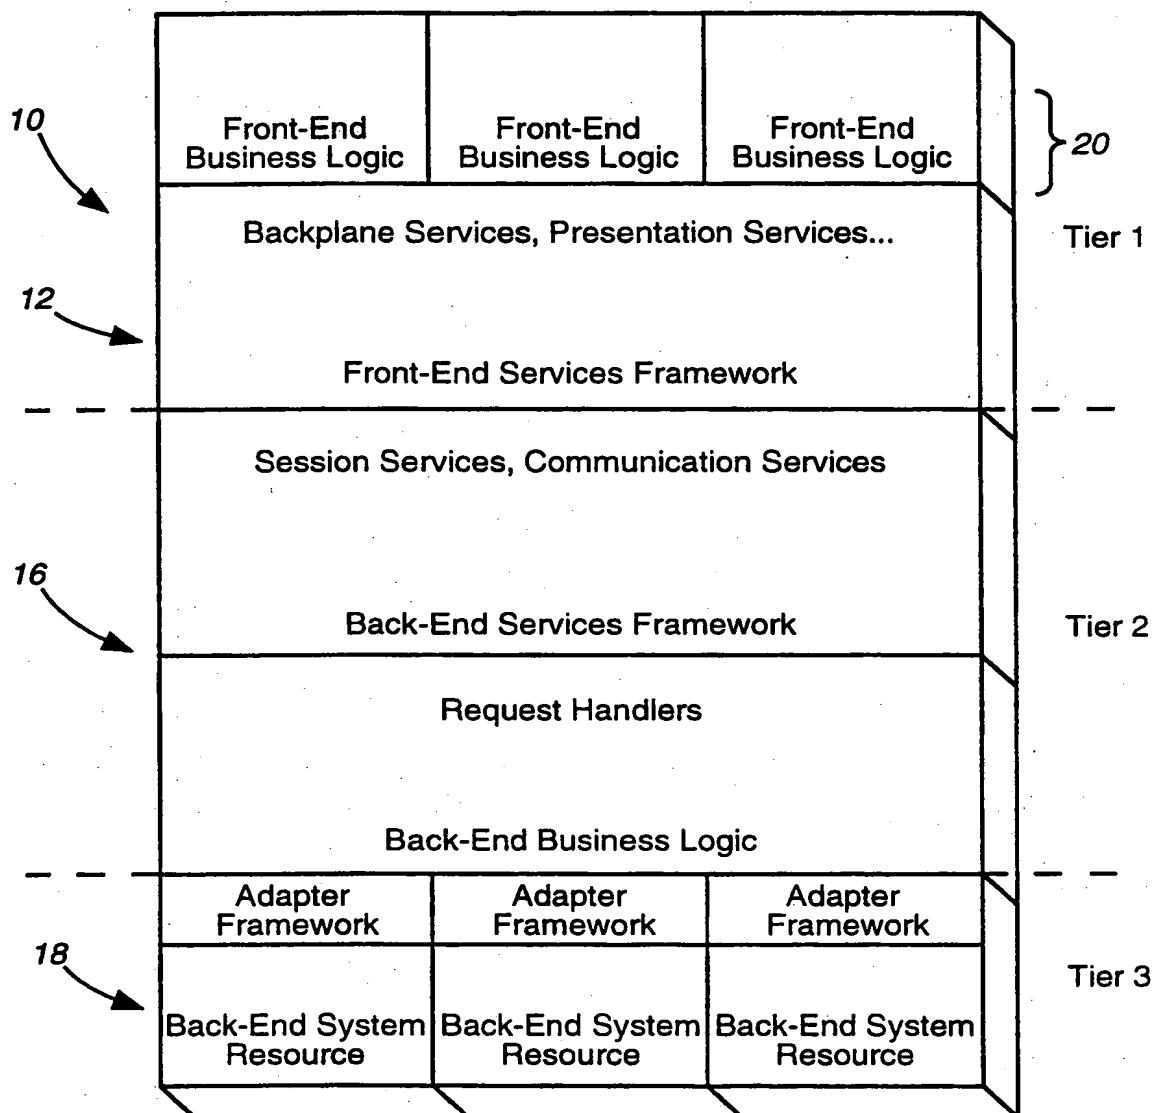 Front-End
Business Logic
Front-End
Business Logic
Front-End
Business Logic
10
20
Backplane Services, Presentation Services...
Tier 1
12
Front-End Services Framework
Session Services, Communication Services
16
Back-End Services Framework
Tier 2
Request Handlers
Back-End Business Logic
Adapter
Framework
Adapter
Framework
Adapter
Framework
18
Tier 3
Back-End System
Resource
Back-End System
Resource
Back-End System
Resource